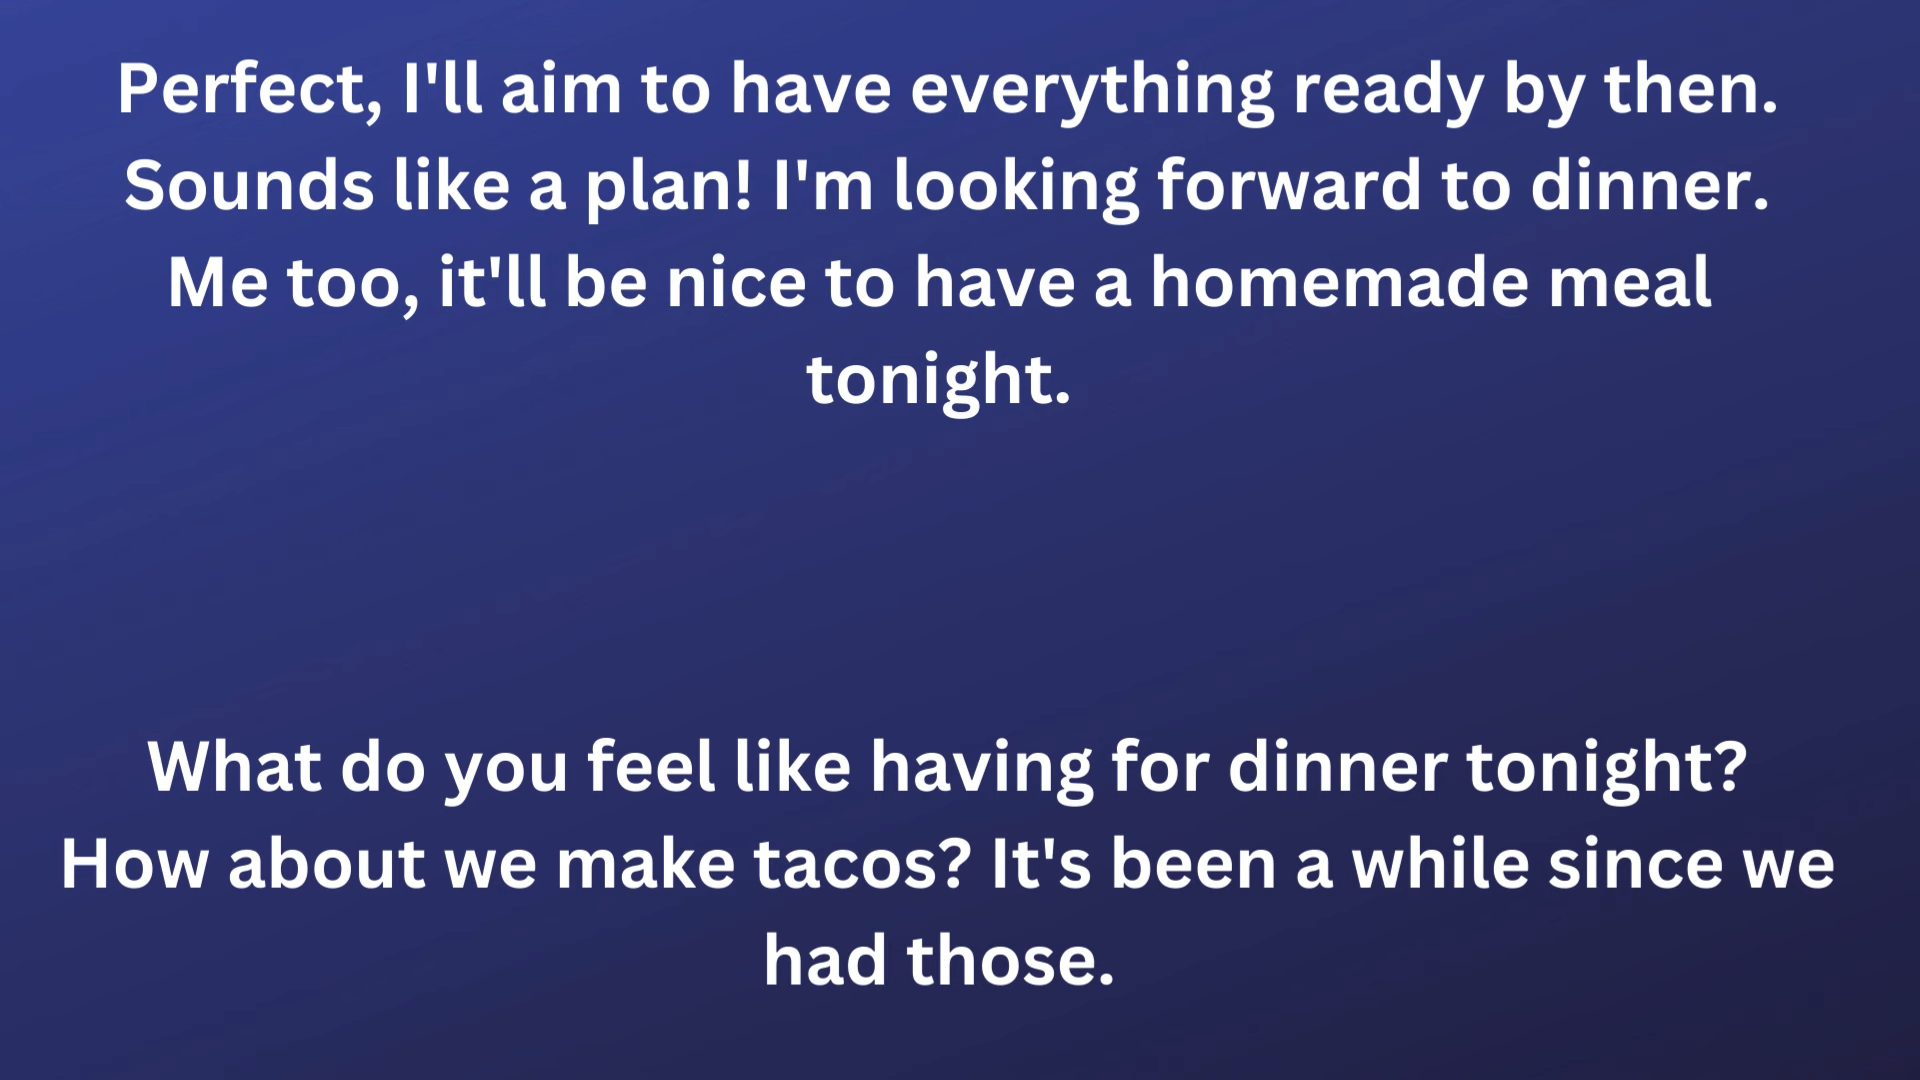 Perfect, I'll aim to have everything ready by then.
Sounds like a plan! I'm looking forward to dinner.
Me too, it'll be nice to have a homemade meal
tonight.
What do you feel like having for dinner tonight?
How about we make tacos? It's been a while since we
had those.